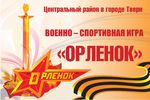 Центральный район в городе Твери
ВОЕННО – СПОРТИВНАЯ ИГРА
«ОРЛЕНОК»
ОРЛЕНОК